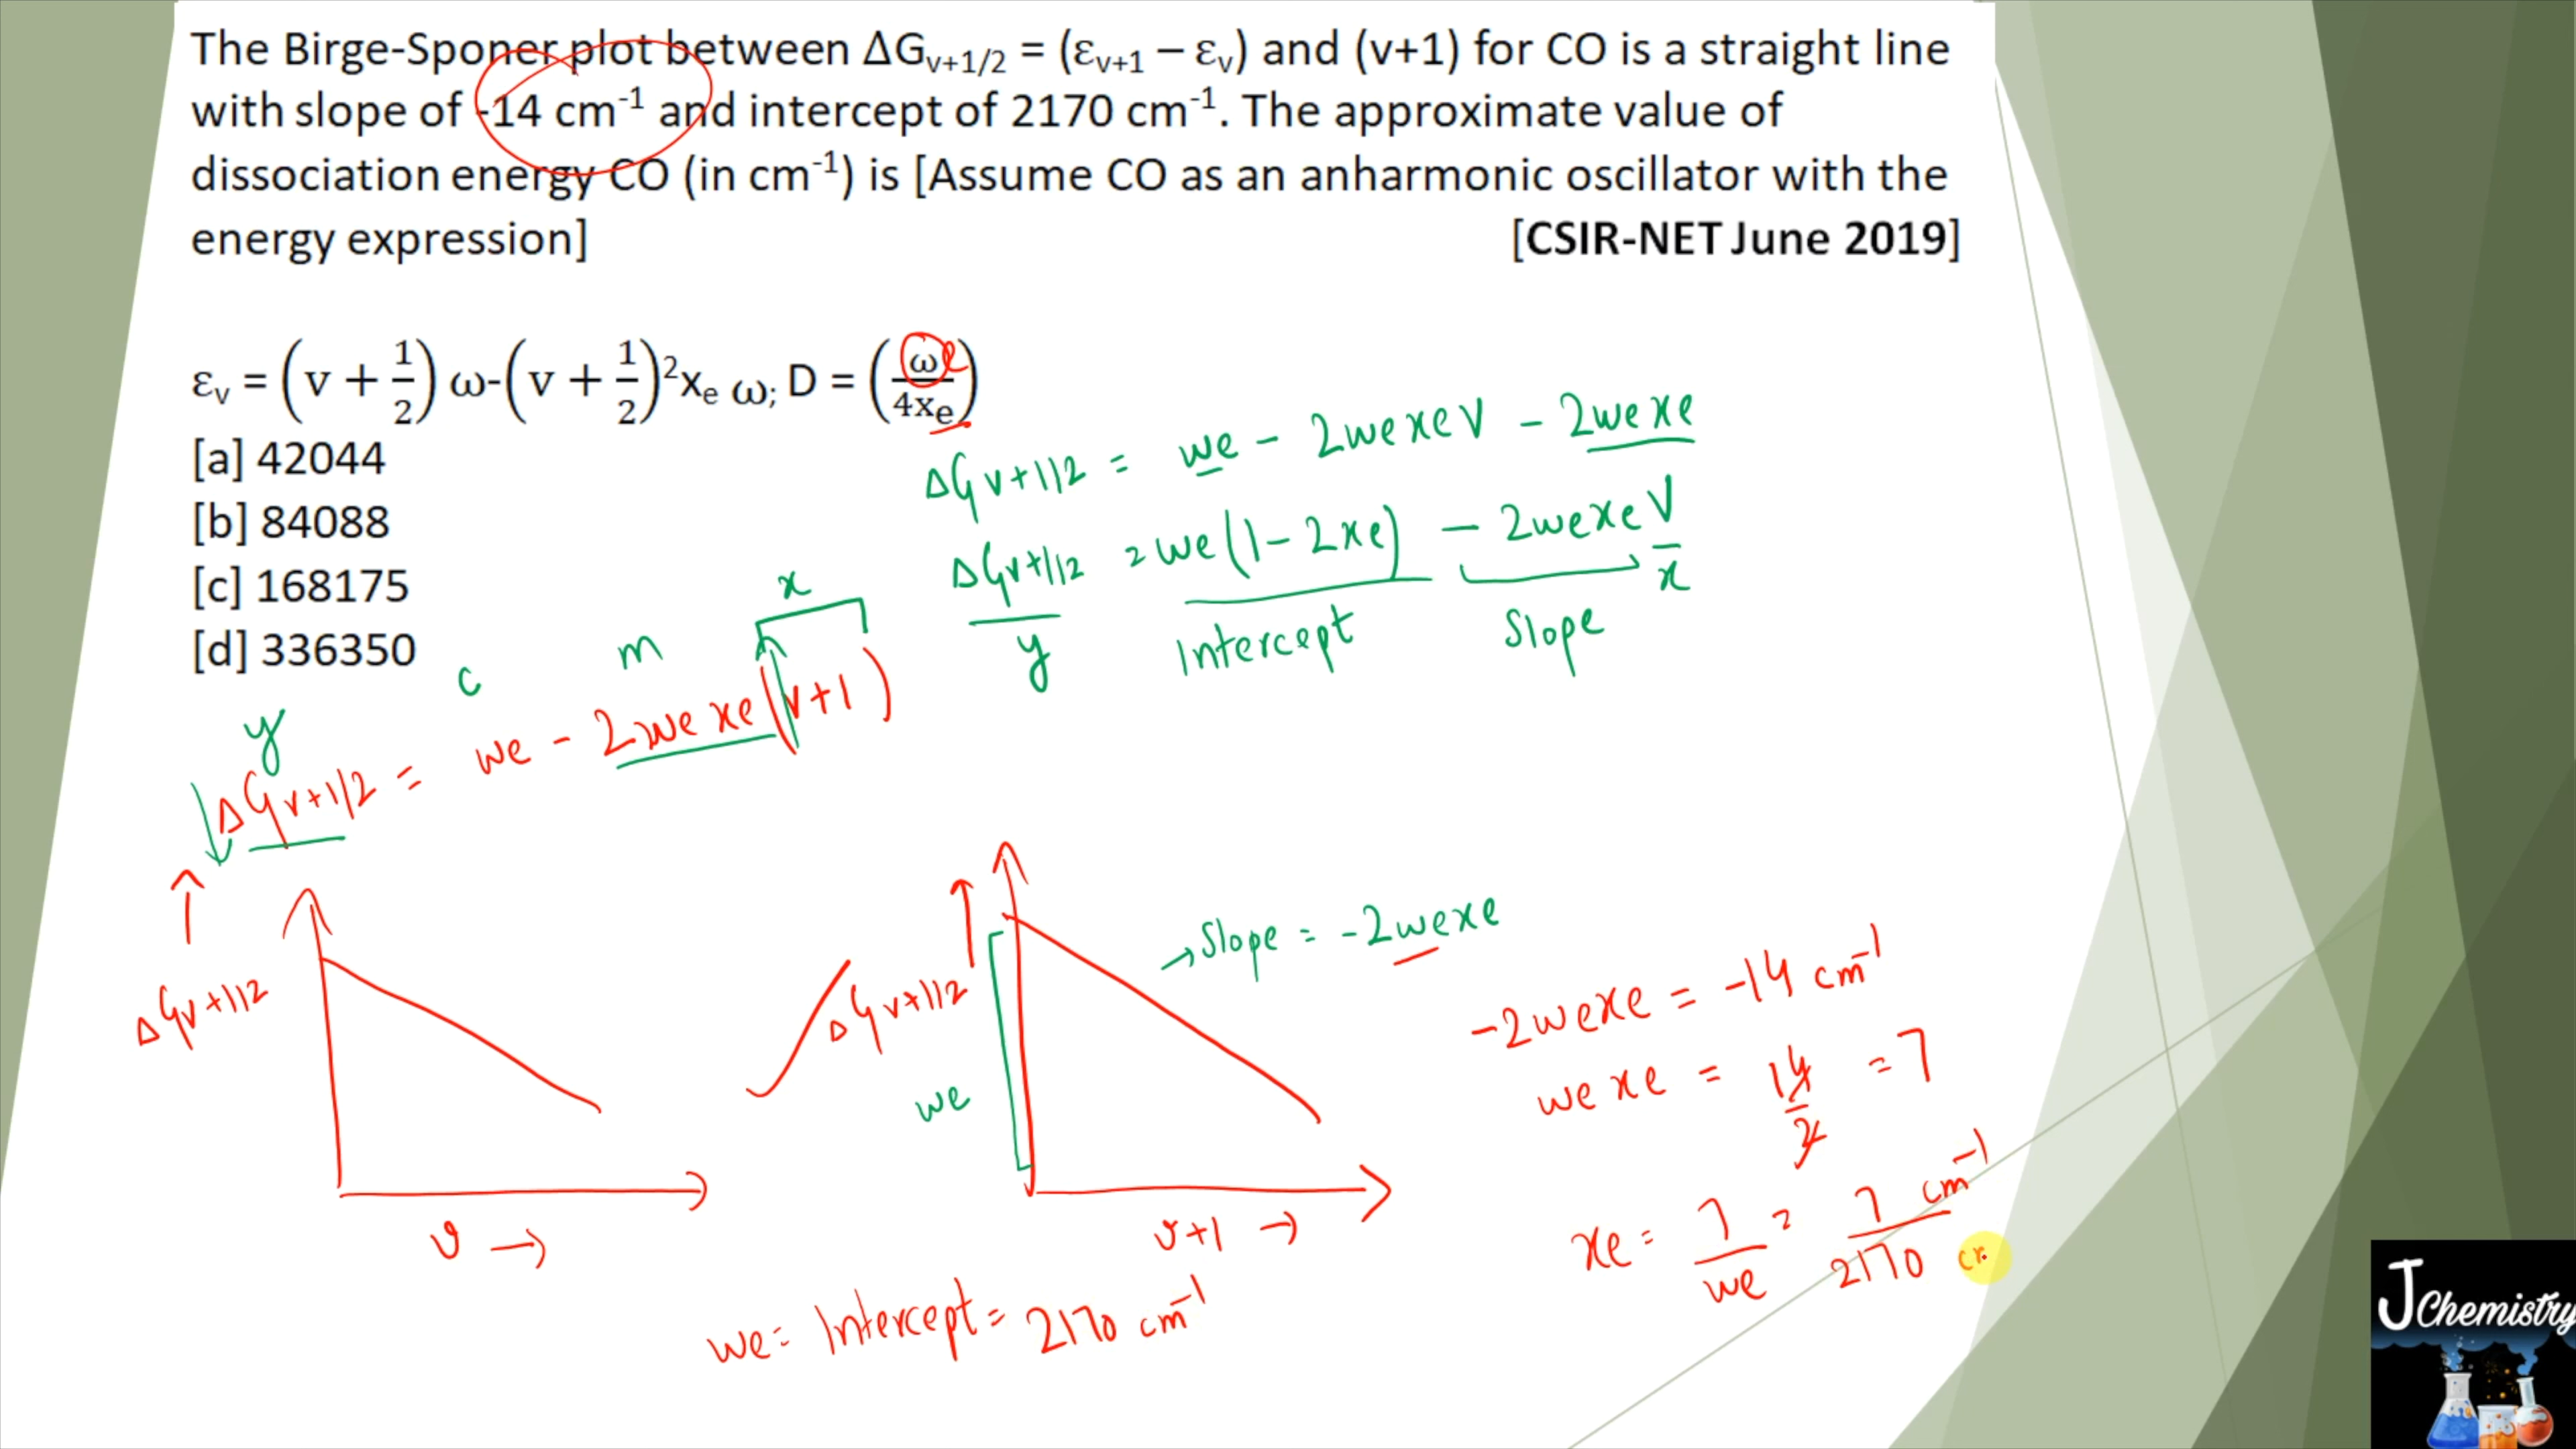 The Birge-Sponer plot between ΔGᵥ₊₁/₂ = (εᵥ₊₁ – εᵥ) and (v+1) for CO is a straight line
with slope of -14 cm⁻¹ and intercept of 2170 cm⁻¹. The approximate value of
dissociation energy CO (in cm⁻¹) is [Assume CO as an anharmonic oscillator with the
energy expression] [CSIR-NET June 2019]
εᵥ = (v + 1/2) ω-(v + 1/2)²xₑ ω; D = (ωe/4xₑ)
[a] 42044
[b] 84088
[c] 168175
[d] 336350
ΔGv+1/2 = we - 2wexev - 2wexe
ΔGv+1/2 = we(1-2xe) - 2wexev
y Intercept Slope x
y c m x
ΔGv+1/2 = we - 2wexe(v+1)
ΔGv+1/2
v →
ΔGv+1/2
we
v+1 →
→ Slope = -2wexe
we = Intercept = 2170 cm⁻¹
-2wexe = -14 cm⁻¹
wexe = 14/2 = 7
xe = 7/we = 7 cm⁻¹/2170 c
JChemistry